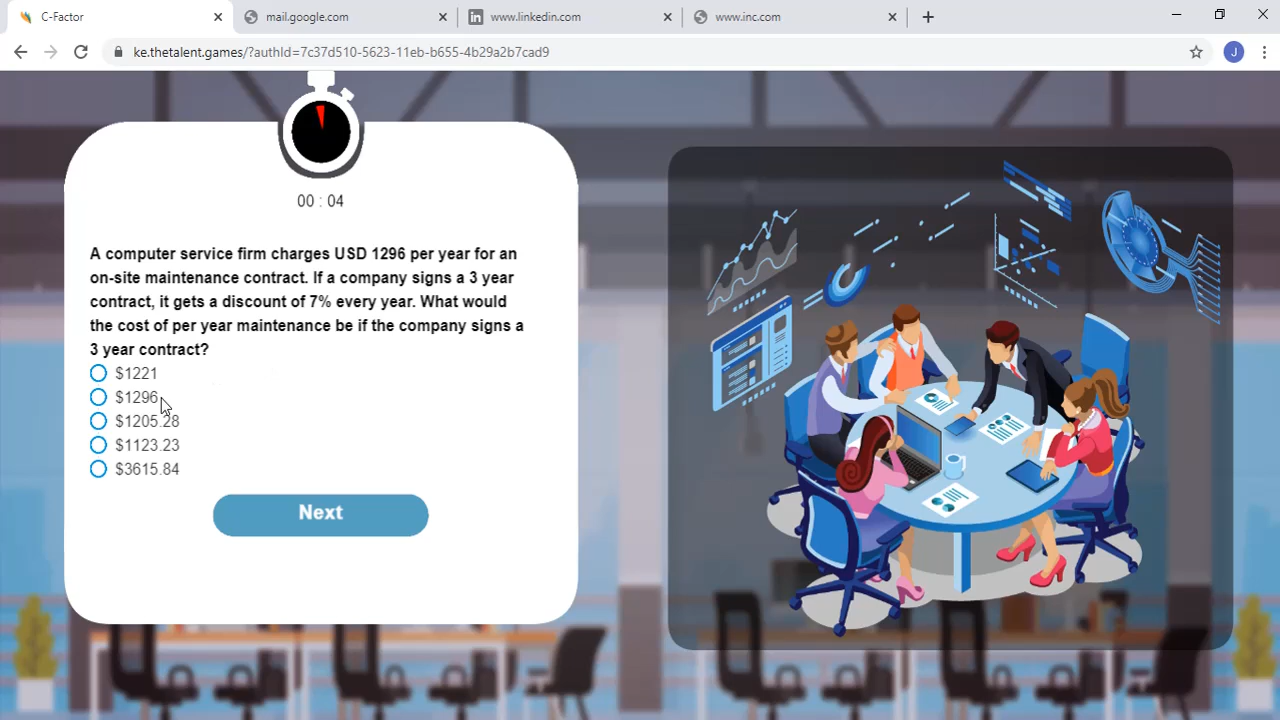 C-Factor
mail.google.com
www.linkedin.com
www.inc.com
ke.thetalent.games/?authId=7c37d510-5623-11eb-b655-4b29a2b7cad9
J
00 : 04
A computer service firm charges USD 1296 per year for an
on-site maintenance contract. If a company signs a 3 year
contract, it gets a discount of 7% every year. What would
the cost of per year maintenance be if the company signs a
3 year contract?
$1221
$1296
$1205.28
$1123.23
$3615.84
Next